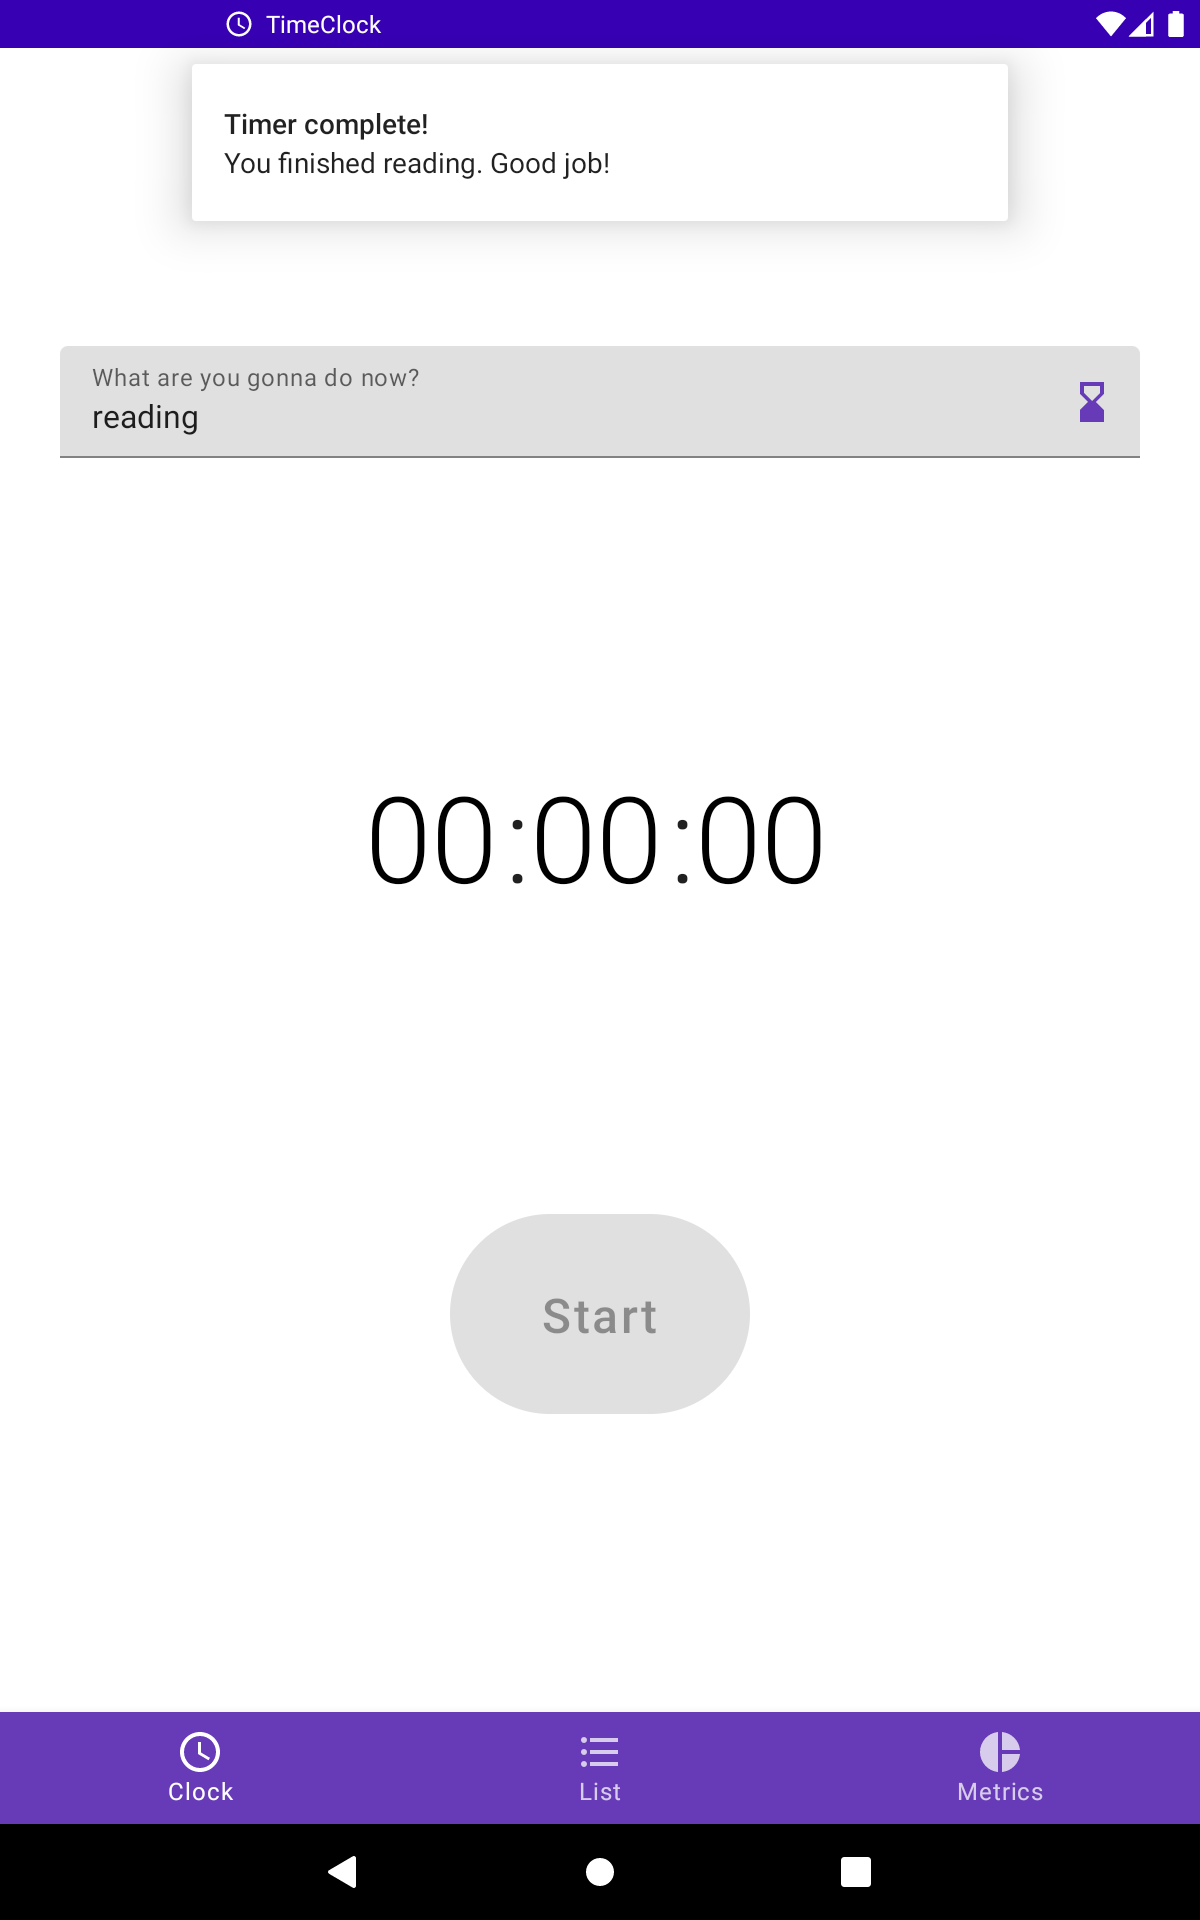 TimeClock
Timer complete!
You finished reading. Good job!
What are you gonna do now?
reading
00:00:00
Start
Clock
List
Metrics